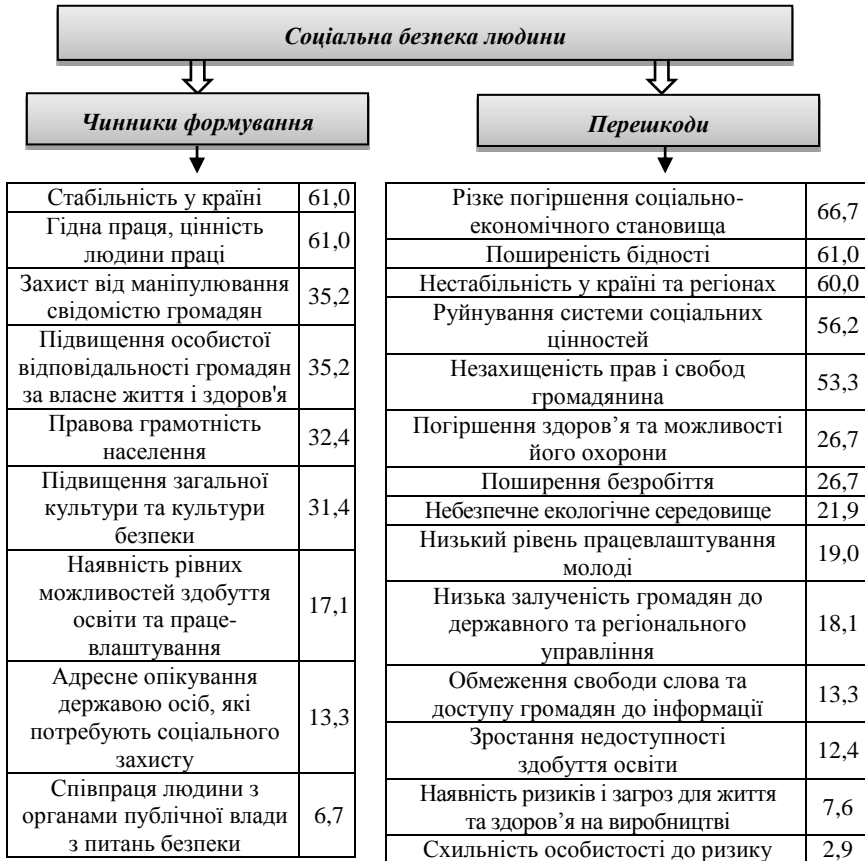 Соціальна безпека людини
Чинники формування
Перешкоди
Стабільність у країні 61,0
Гідна праця, цінність
людини праці 61,0
Захист від маніпулювання
свідомістю громадян 35,2
Підвищення особистої
відповідальності громадян 35,2
за власне життя і здоров'я
Правова грамотність
населення 32,4
Підвищення загальної
культури та культури 31,4
безпеки
Наявність рівних
можливостей здобуття
освіти та праце- 17,1
влаштування
Адресне опікування
державою осіб, які
потребують соціального 13,3
захисту
Співпраця людини з
органами публічної влади 6,7
з питань безпеки
Різке погіршення соціально-
економічного становища 66,7
Поширеність бідності 61,0
Нестабільність у країні та регіонах 60,0
Руйнування системи соціальних
цінностей 56,2
Незахищеність прав і свобод
громадянина 53,3
Погіршення здоров’я та можливості
його охорони 26,7
Поширення безробіття 26,7
Небезпечне екологічне середовище 21,9
Низький рівень працевлаштування
молоді 19,0
Низька залученість громадян до
державного та регіонального 18,1
управління
Обмеження свободи слова та
доступу громадян до інформації 13,3
Зростання недоступності
здобуття освіти 12,4
Наявність ризиків і загроз для життя
та здоров’я на виробництві 7,6
Схильність особистості до ризику 2,9